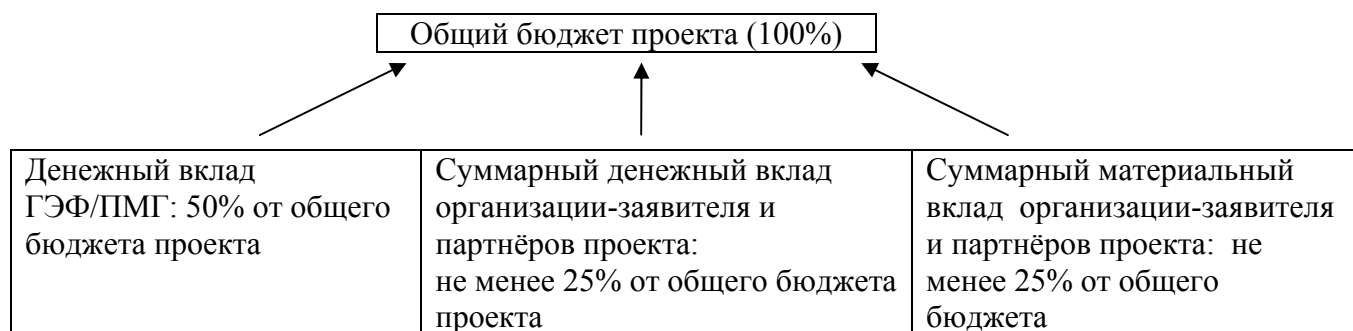 Общий бюджет проекта (100%)
Денежный вклад
ГЭФ/ПМГ: 50% от общего
бюджета проекта
Суммарный денежный вклад
организации-заявителя и
партнёров проекта:
не менее 25% от общего бюджета
проекта
Суммарный материальный
вклад организации-заявителя
и партнёров проекта: не
менее 25% от общего
бюджета